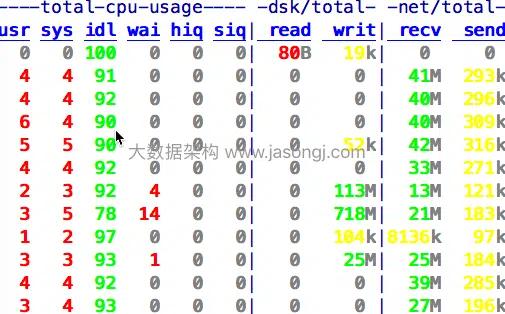 ----total-cpu-usage---- -dsk/total- -net/total-
usr sys idl wai hiq siq| read writ| recv send
0 0 100 0 0 0| 80B 19k| 0 0
4 4 91 0 0 0| 0 0 | 41M 293k
4 4 92 0 0 0| 0 0 | 40M 296k
6 4 90 0 0 0| 0 0 | 40M 309k
5 5 90 0 0 0| 0 52k| 42M 316k
大数据架构 www.jasongj.com
4 4 92 0 0 0| 0 0 | 33M 271k
2 3 92 4 0 0| 0 113M| 13M 121k
3 5 78 14 0 0| 0 718M| 21M 183k
1 2 97 0 0 0| 0 104k|8136k 97k
3 3 93 1 0 0| 0 25M| 25M 184k
4 4 92 0 0 0| 0 0 | 39M 285k
3 4 93 0 0 0| 0 0 | 27M 196k